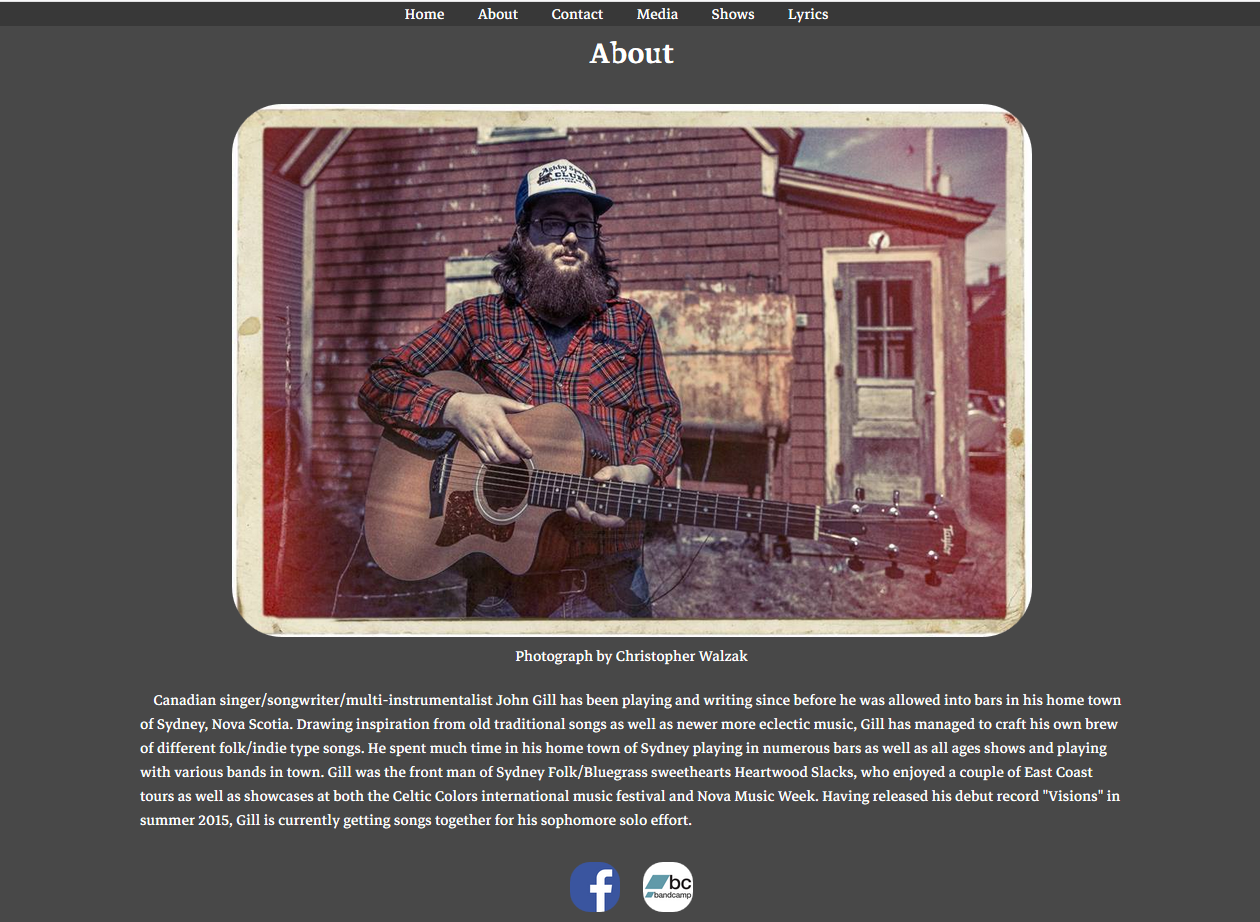 Home About Contact Media Shows Lyrics
About
CLUB
Taylor
Photograph by Christopher Walzak
Canadian singer/songwriter/multi-instrumentalist John Gill has been playing and writing since before he was allowed into bars in his home town
of Sydney, Nova Scotia. Drawing inspiration from old traditional songs as well as newer more eclectic music, Gill has managed to craft his own brew
of different folk/indie type songs. He spent much time in his home town of Sydney playing in numerous bars as well as all ages shows and playing
with various bands in town. Gill was the front man of Sydney Folk/Bluegrass sweethearts Heartwood Slacks, who enjoyed a couple of East Coast
tours as well as showcases at both the Celtic Colors international music festival and Nova Music Week. Having released his debut record "Visions" in
summer 2015, Gill is currently getting songs together for his sophomore solo effort.
f bc
bandcamp